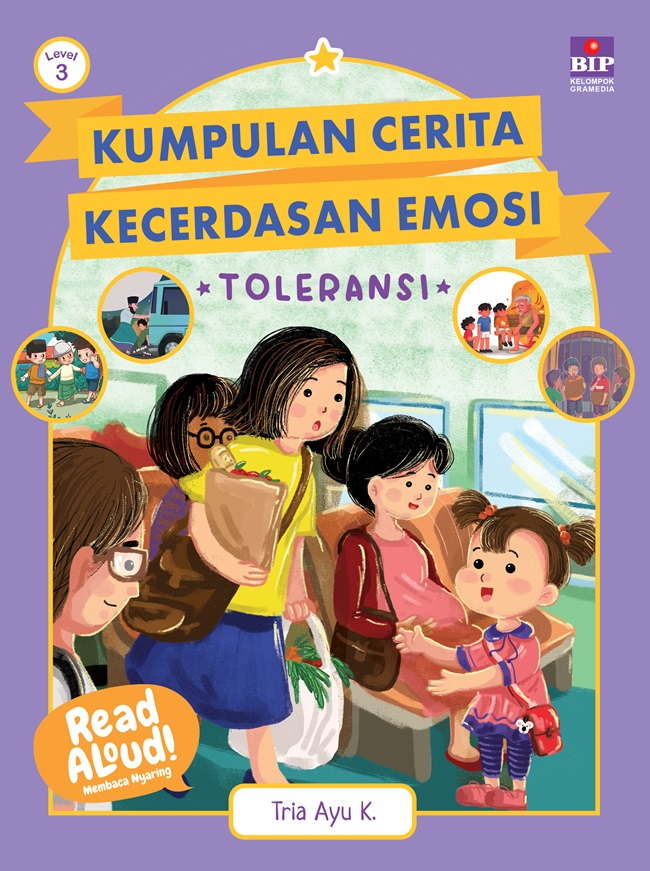 Level
3
BIP
KELOMPOK
GRAMEDIA
KUMPULAN CERITA
KECERDASAN EMOSI
TOLERANSI
Read
ALoud!
Membaca Nyaring
Tria Ayu K.